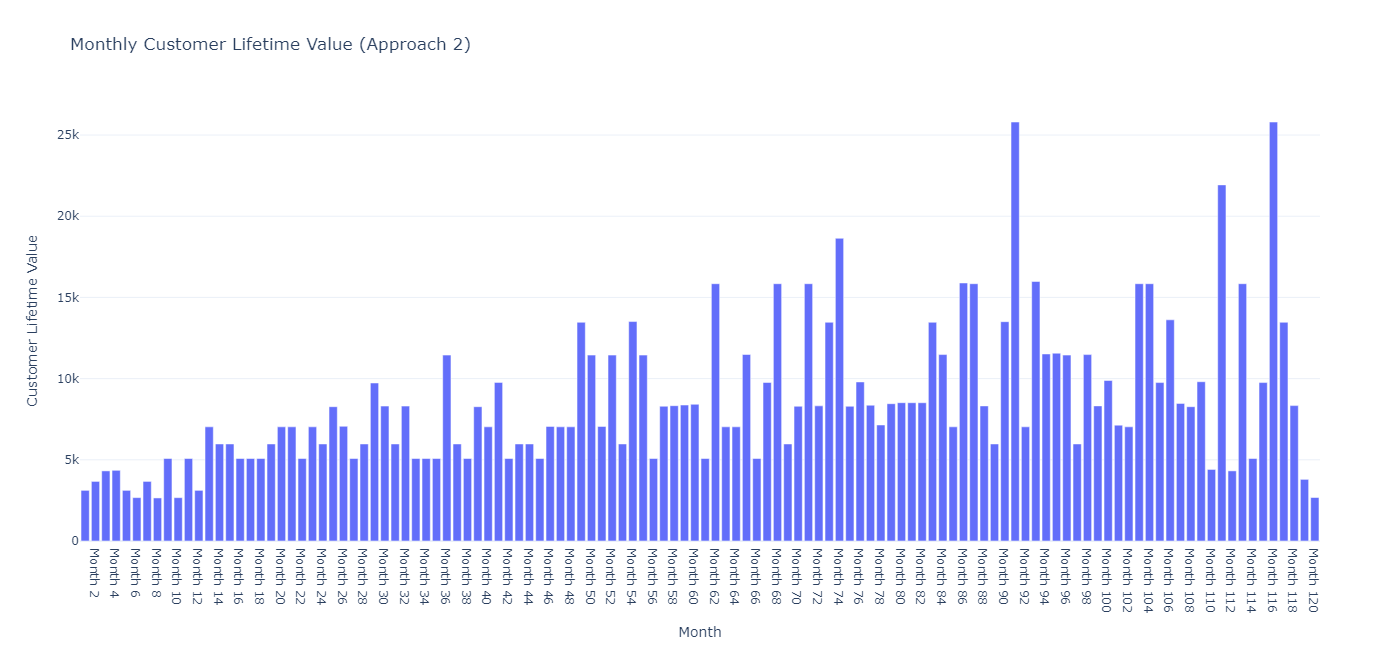 Monthly Customer Lifetime Value (Approach 2)
25k
20k
15k
10k
5k
0
Customer Lifetime Value
Month 2
Month 4
Month 6
Month 8
Month 10
Month 12
Month 14
Month 16
Month 18
Month 20
Month 22
Month 24
Month 26
Month 28
Month 30
Month 32
Month 34
Month 36
Month 38
Month 40
Month 42
Month 44
Month 46
Month 48
Month 50
Month 52
Month 54
Month 56
Month 58
Month 60
Month 62
Month 64
Month 66
Month 68
Month 70
Month 72
Month 74
Month 76
Month 78
Month 80
Month 82
Month 84
Month 86
Month 88
Month 90
Month 92
Month 94
Month 96
Month 98
Month 100
Month 102
Month 104
Month 106
Month 108
Month 110
Month 112
Month 114
Month 116
Month 118
Month 120
Month